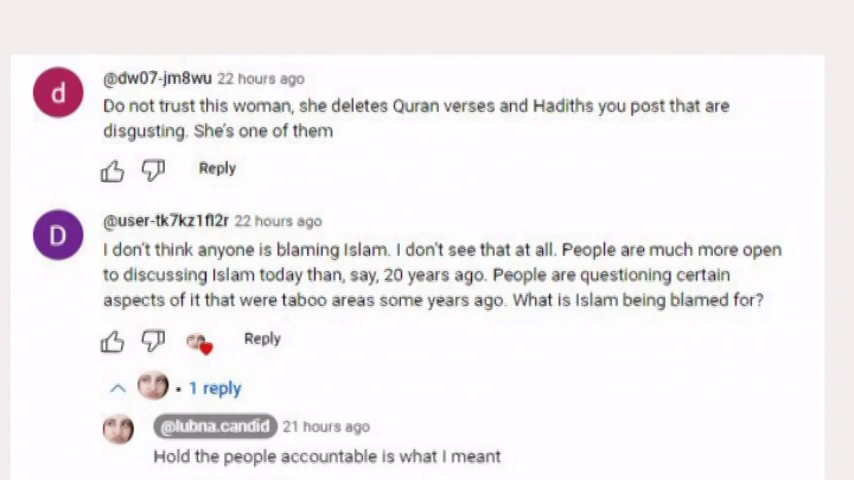 d
@dw07-jm8wu 22 hours ago
Do not trust this woman, she deletes Quran verses and Hadiths you post that are
disgusting. She's one of them
Reply
D
@user-tk7kz1fl2r 22 hours ago
I don't think anyone is blaming Islam. I don't see that at all. People are much more open
to discussing Islam today than, say, 20 years ago. People are questioning certain
aspects of it that were taboo areas some years ago. What is Islam being blamed for?
Reply
• 1 reply
@lubna.candid 21 hours ago
Hold the people accountable is what I meant